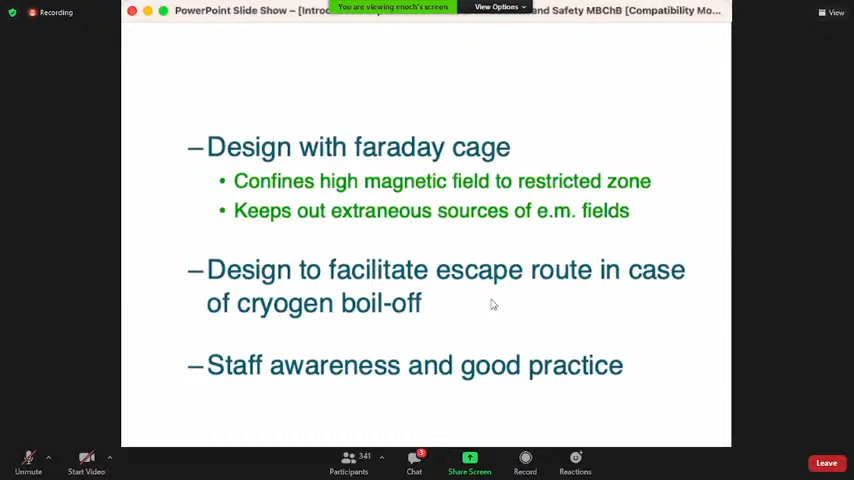 Recording
PowerPoint Slide Show – [Intro
You are viewing enoch's screen
View Options
and Safety MBChB [Compatibility Mo...
View
–Design with faraday cage
• Confines high magnetic field to restricted zone
• Keeps out extraneous sources of e.m. fields
–Design to facilitate escape route in case
of cryogen boil-off
–Staff awareness and good practice
Unmute
Start Video
341
Participants
3
Chat
Share Screen
Record
Reactions
Leave